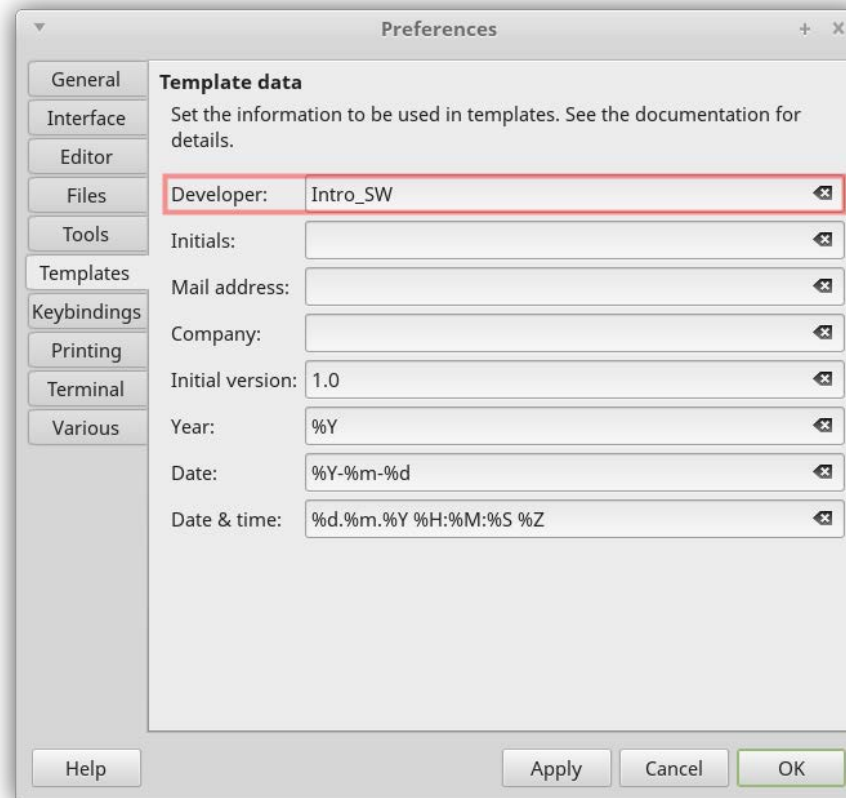 Preferences
General
Interface
Editor
Files
Tools
Templates
Keybindings
Printing
Terminal
Various
Template data
Set the information to be used in templates. See the documentation for
details.
Developer: Intro_SW
Initials:
Mail address:
Company:
Initial version: 1.0
Year: %Y
Date: %Y-%m-%d
Date & time: %d.%m.%Y %H:%M:%S %Z
Help Apply Cancel OK